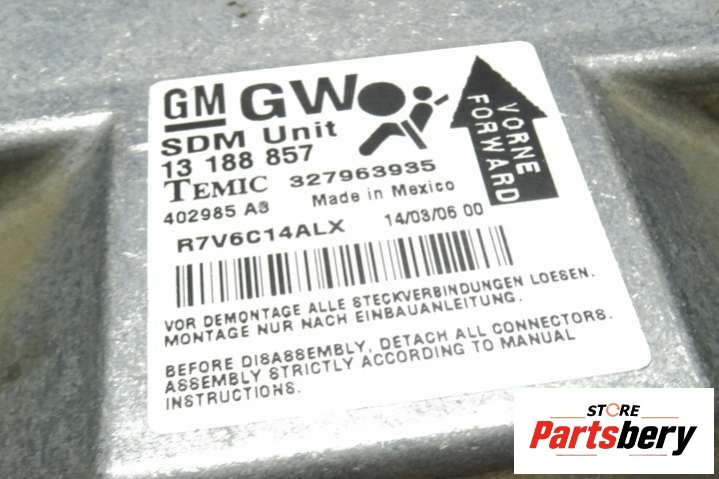 GM GW
SDM Unit
13 188 857
TEMIC 327963935
402985 A3 Made in Mexico
R7V6C14ALX 14/03/06 00
VORNE
FORWARD
VOR DEMONTAGE ALLE STECKVERBINDUNGEN LOESEN.
MONTAGE NUR NACH EINBAUANLEITUNG.
BEFORE DISASSEMBLY, DETACH ALL CONNECTORS.
ASSEMBLY STRICTLY ACCORDING TO MANUAL
INSTRUCTIONS.
STORE
Partsbery